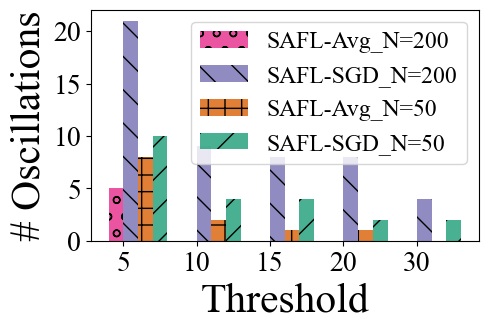 # Oscillations
20
15
10
5
0
SAFL-Avg_N=200
SAFL-SGD_N=200
SAFL-Avg_N=50
SAFL-SGD_N=50
5 10 15 20 30
Threshold